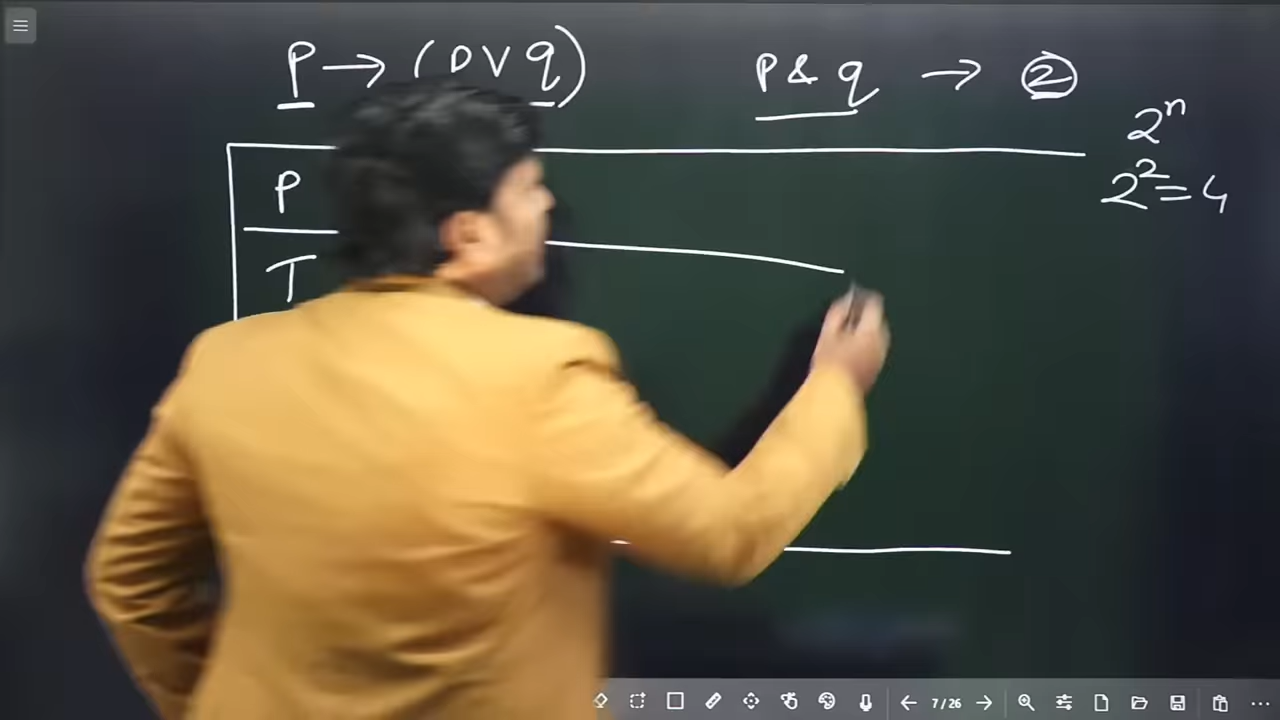 P → (P ∨ q) P & q → 2
2ⁿ
2² = 4
P
T
7/26